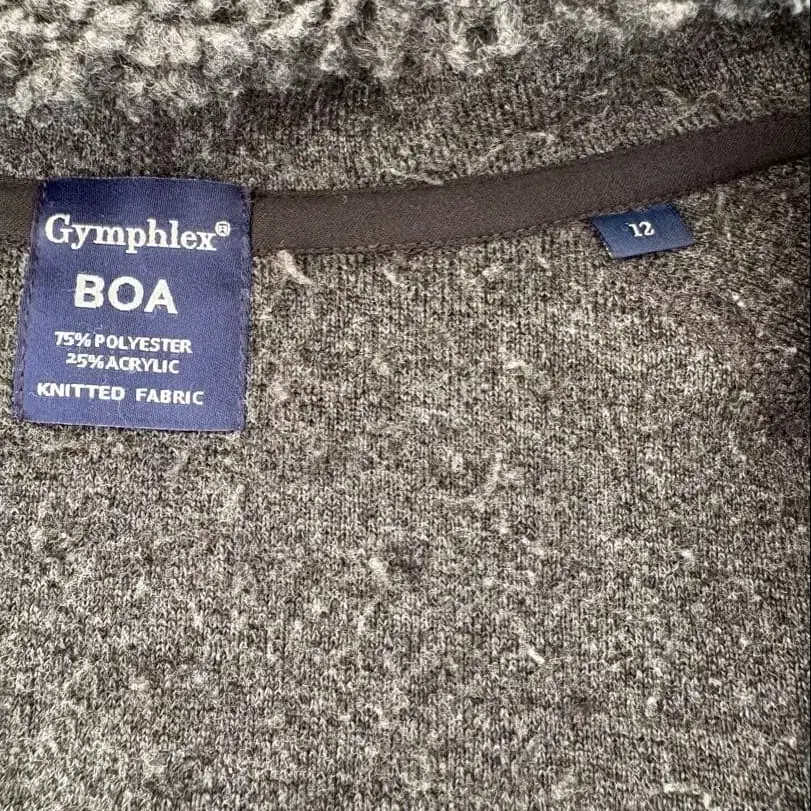 Gymphlex®
BOA
75% POLYESTER
25% ACRYLIC
KNITTED FABRIC
12